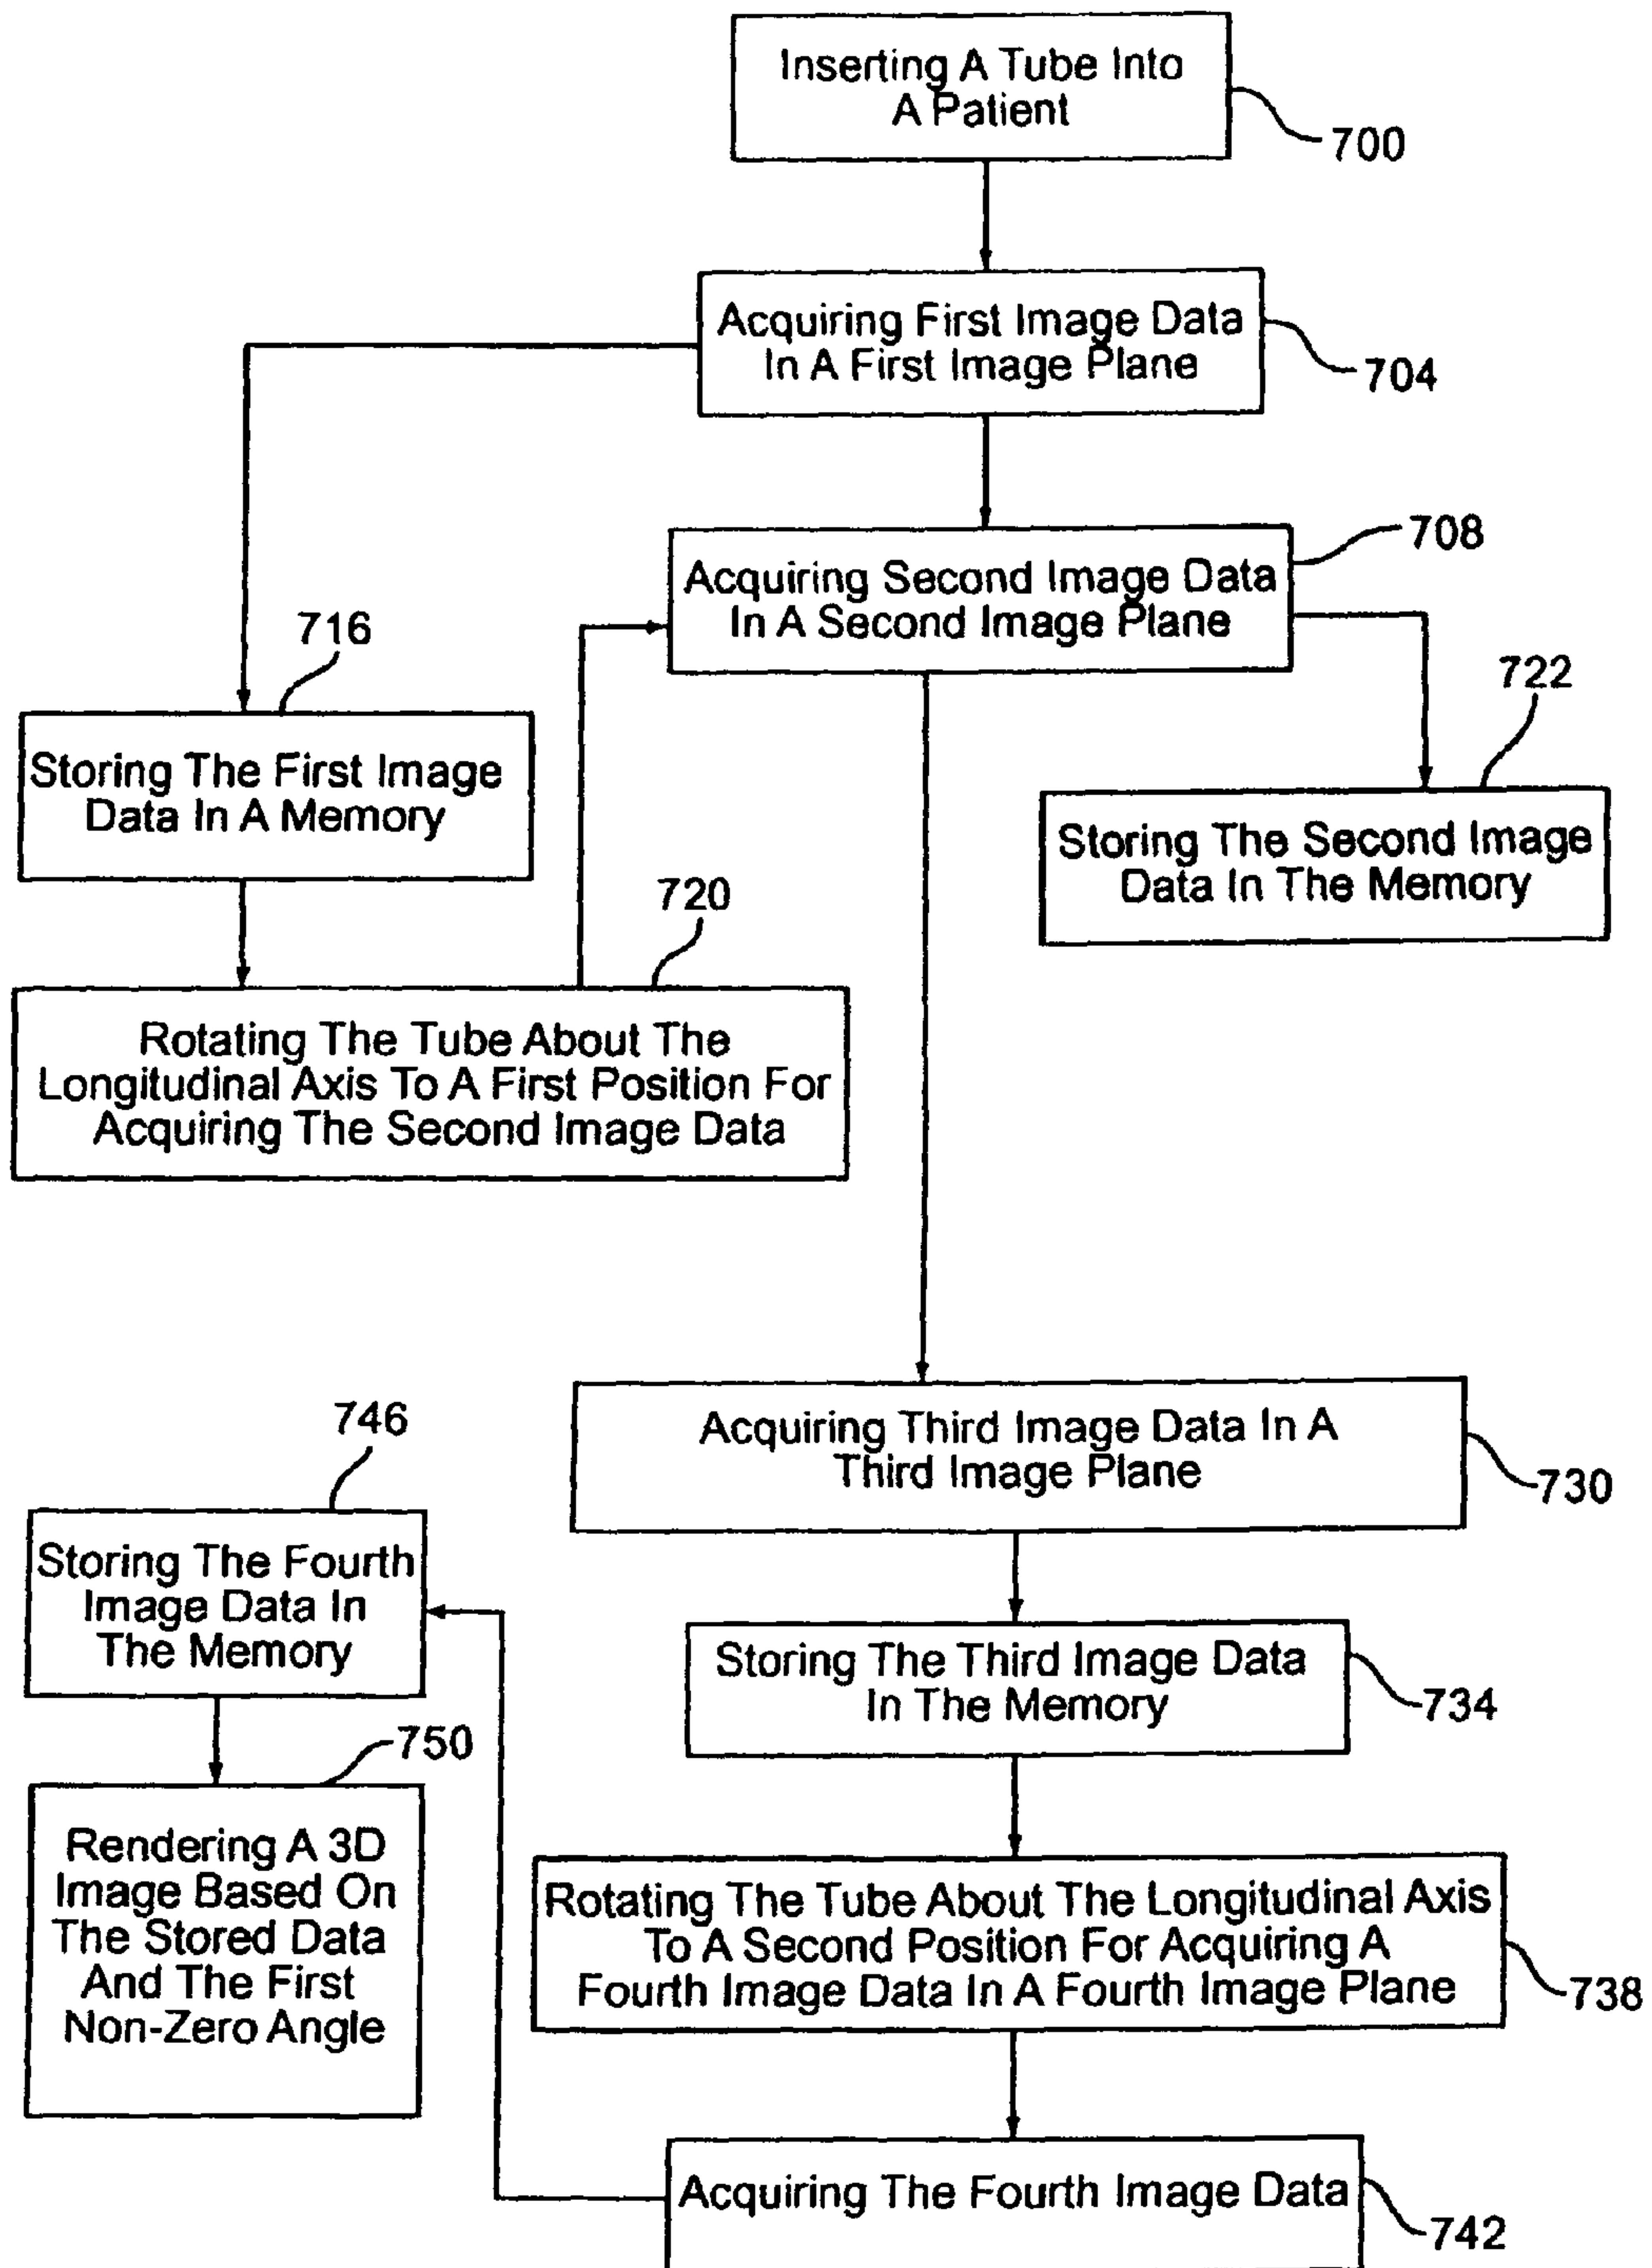 Inserting A Tube Into
A Patient
700
Acquiring First Image Data
In A First Image Plane
704
708
Acquiring Second Image Data
In A Second Image Plane
716
722
Storing The First Image
Data In A Memory
Storing The Second Image
Data In The Memory
720
Rotating The Tube About The
Longitudinal Axis To A First Position For
Acquiring The Second Image Data
Acquiring Third Image Data In A
Third Image Plane
730
746
Storing The Fourth
Image Data In
The Memory
Storing The Third Image Data
In The Memory
734
750
Rendering A 3D
Image Based On
The Stored Data
And The First
Non-Zero Angle
Rotating The Tube About The Longitudinal Axis
To A Second Position For Acquiring A
Fourth Image Data In A Fourth Image Plane
738
Acquiring The Fourth Image Data
742